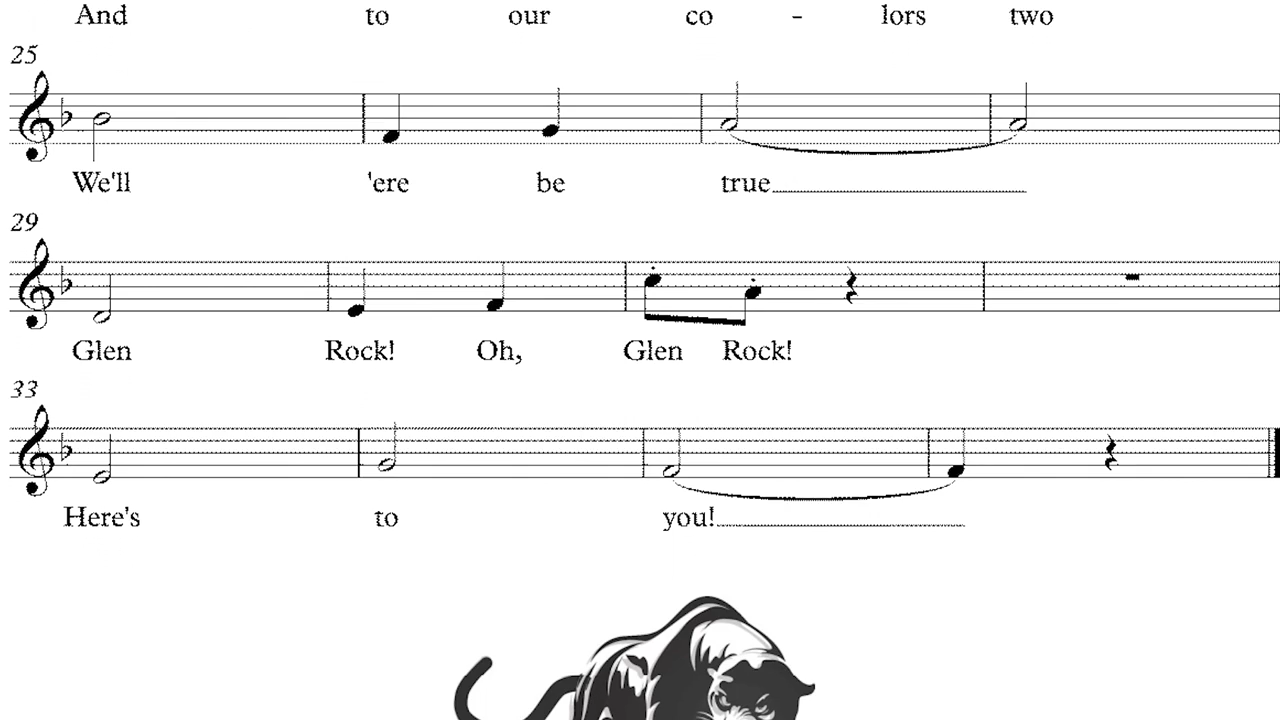 And to our co - lors two
25
We'll 'ere be true
29
Glen Rock! Oh, Glen Rock!
33
Here's to you!